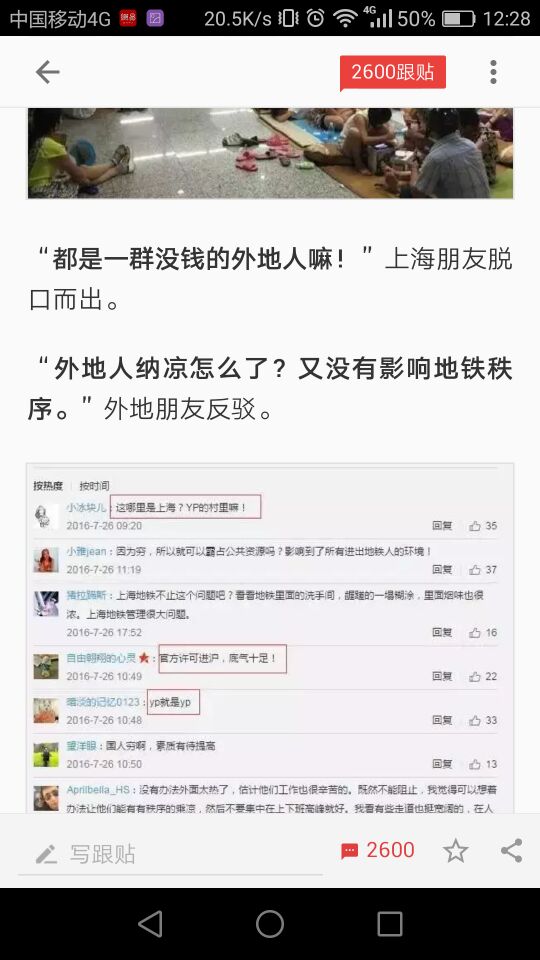 中国移动4G 20.5K/s 4G 50% 12:28
2600跟贴
“都是一群没钱的外地人嘛！”上海朋友脱
口而出。
“外地人纳凉怎么了？又没有影响地铁秩
序。”外地朋友反驳。
按热度 | 按时间
小冰块儿：这哪里是上海？YP的村里嘛！
2016-7-26 09:20 回复 35
小雅jean：因为穷，所以就可以霸占公共资源吗？影响到了所有进出地铁人的环境！
2016-7-26 11:19 回复 37
猪拉腾斯：上海地铁不止这个问题吧？看看地铁里面的洗手间，龌龊的一塌糊涂，里面烟味也很
浓。上海地铁管理很大问题。
2016-7-26 17:52 回复 16
自由翱翔的心灵：官方许可进沪，底气十足！
2016-7-26 10:49 回复 22
暗淡的记忆0123：yp就是yp
2016-7-26 10:48 回复 33
望洋眼：国人穷啊，素质有待提高
2016-7-26 10:50 回复 13
Aprilbella_HS：没有办法外面太热了，估计他们工作也很辛苦的。既然不能阻止，我觉得可以想着
办法让他们能有有秩序的乘凉，然后不要集中在上下班高峰就好。我看有些走道也挺宽阔的，在人
写跟贴 2600